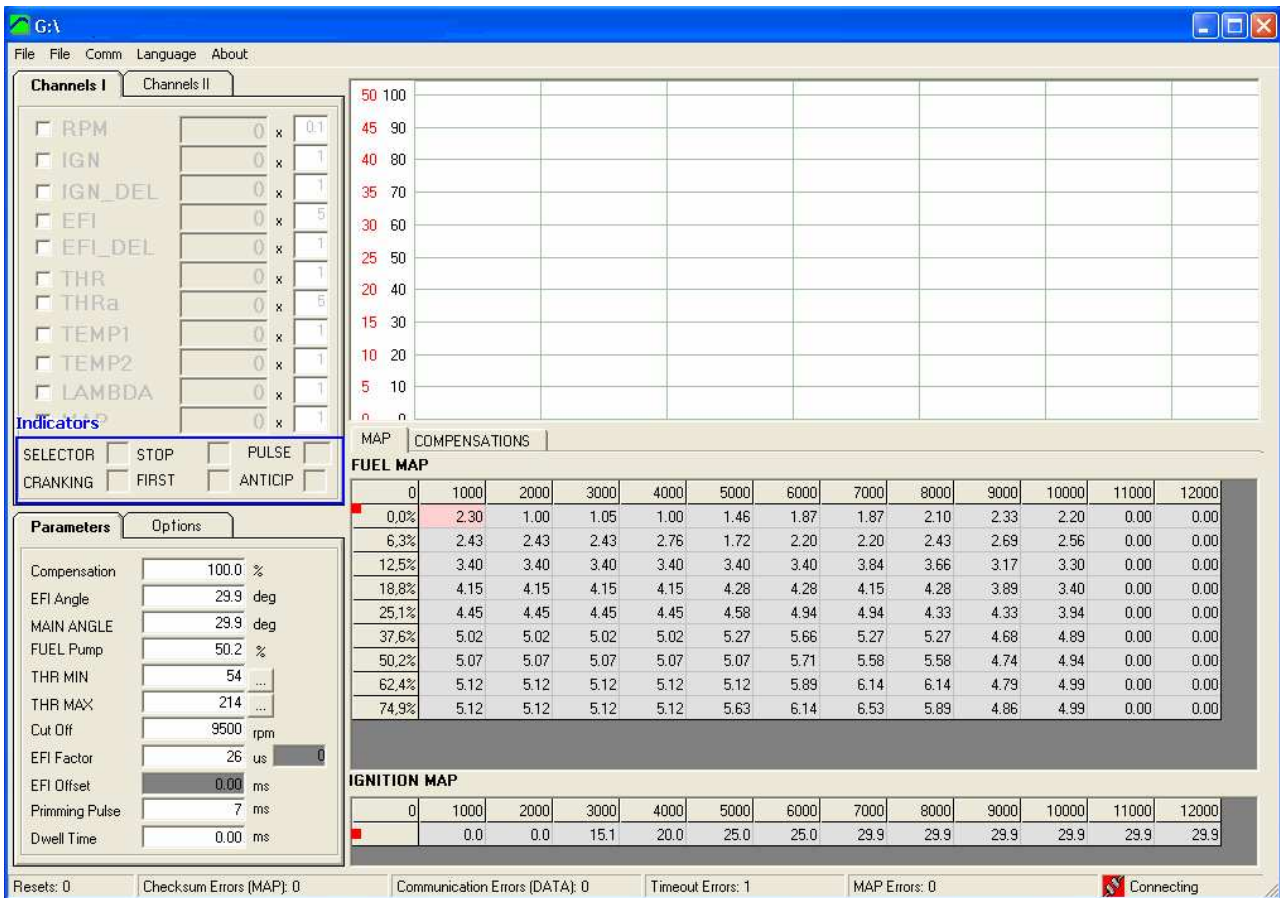 G:\
File File Comm Language About
Channels I Channels II
RPM 0 x 0.1
IGN 0 x 1
IGN_DEL 0 x 1
EFI 0 x 5
EFI_DEL 0 x 1
THR 0 x 1
THRa 0 x 5
TEMP1 0 x 1
TEMP2 0 x 1
LAMBDA 0 x 1
MAP 0 x 1
Indicators
SELECTOR STOP PULSE
CRANKING FIRST ANTICIP
Parameters Options
Compensation 100.0 %
EFI Angle 29.9 deg
MAIN ANGLE 29.9 deg
FUEL Pump 50.2 %
THR MIN 54 ...
THR MAX 214 ...
Cut Off 9500 rpm
EFI Factor 26 us 0
EFI Offset 0.00 ms
Primming Pulse 7 ms
Dwell Time 0.00 ms
50 100
45 90
40 80
35 70
30 60
25 50
20 40
15 30
10 20
5 10
0 0
MAP COMPENSATIONS
FUEL MAP
0 1000 2000 3000 4000 5000 6000 7000 8000 9000 10000 11000 12000
0,0% 2.30 1.00 1.05 1.00 1.46 1.87 1.87 2.10 2.33 2.20 0.00 0.00
6,3% 2.43 2.43 2.43 2.76 1.72 2.20 2.20 2.43 2.69 2.56 0.00 0.00
12,5% 3.40 3.40 3.40 3.40 3.40 3.40 3.84 3.66 3.17 3.30 0.00 0.00
18,8% 4.15 4.15 4.15 4.15 4.28 4.28 4.15 4.28 3.89 3.40 0.00 0.00
25,1% 4.45 4.45 4.45 4.45 4.58 4.94 4.94 4.33 4.33 3.94 0.00 0.00
37,6% 5.02 5.02 5.02 5.02 5.27 5.66 5.27 5.27 4.68 4.89 0.00 0.00
50,2% 5.07 5.07 5.07 5.07 5.07 5.71 5.58 5.58 4.74 4.94 0.00 0.00
62,4% 5.12 5.12 5.12 5.12 5.12 5.89 6.14 6.14 4.79 4.99 0.00 0.00
74,9% 5.12 5.12 5.12 5.12 5.63 6.14 6.53 5.89 4.86 4.99 0.00 0.00
IGNITION MAP
0 1000 2000 3000 4000 5000 6000 7000 8000 9000 10000 11000 12000
0.0 0.0 15.1 20.0 25.0 25.0 29.9 29.9 29.9 29.9 29.9 29.9
Resets: 0 Checksum Errors (MAP): 0 Communication Errors (DATA): 0 Timeout Errors: 1 MAP Errors: 0 Connecting